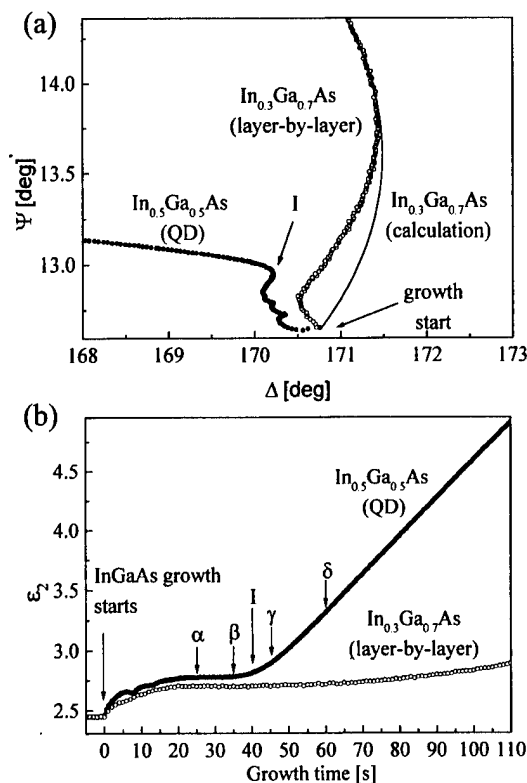 (a)
14.0
13.5
13.0
Ψ [deg]
In0.3Ga0.7As
(layer-by-layer)
In0.5Ga0.5As
(QD)
I
In0.3Ga0.7As
(calculation)
growth
start
168 169 170 171 172 173
Δ [deg]
(b)
4.5
4.0
3.5
3.0
2.5
ε2
In0.5Ga0.5As
(QD)
InGaAs growth
starts
α β I γ δ
In0.3Ga0.7As
(layer-by-layer)
0 10 20 30 40 50 60 70 80 90 100 110
Growth time [s]